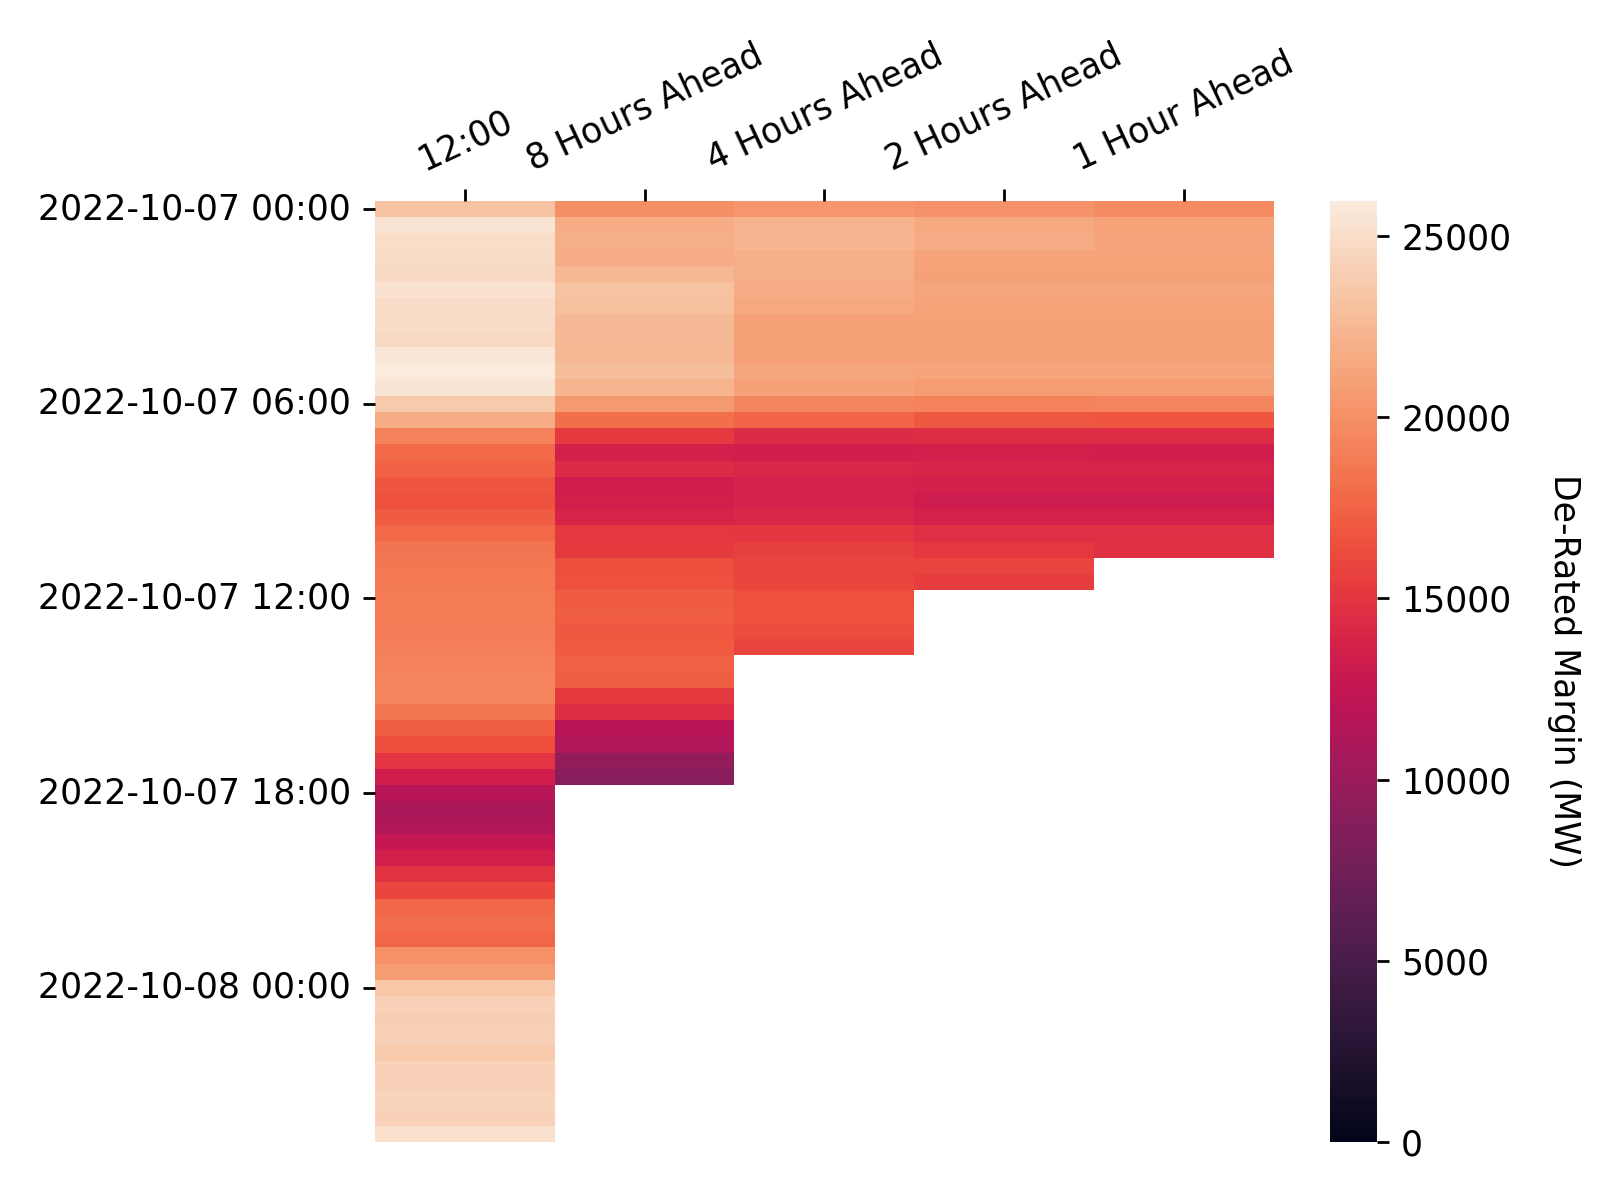 12:00
8 Hours Ahead
4 Hours Ahead
2 Hours Ahead
1 Hour Ahead
2022-10-07 00:00
2022-10-07 06:00
2022-10-07 12:00
2022-10-07 18:00
2022-10-08 00:00
25000
20000
15000
10000
5000
0
De-Rated Margin (MW)